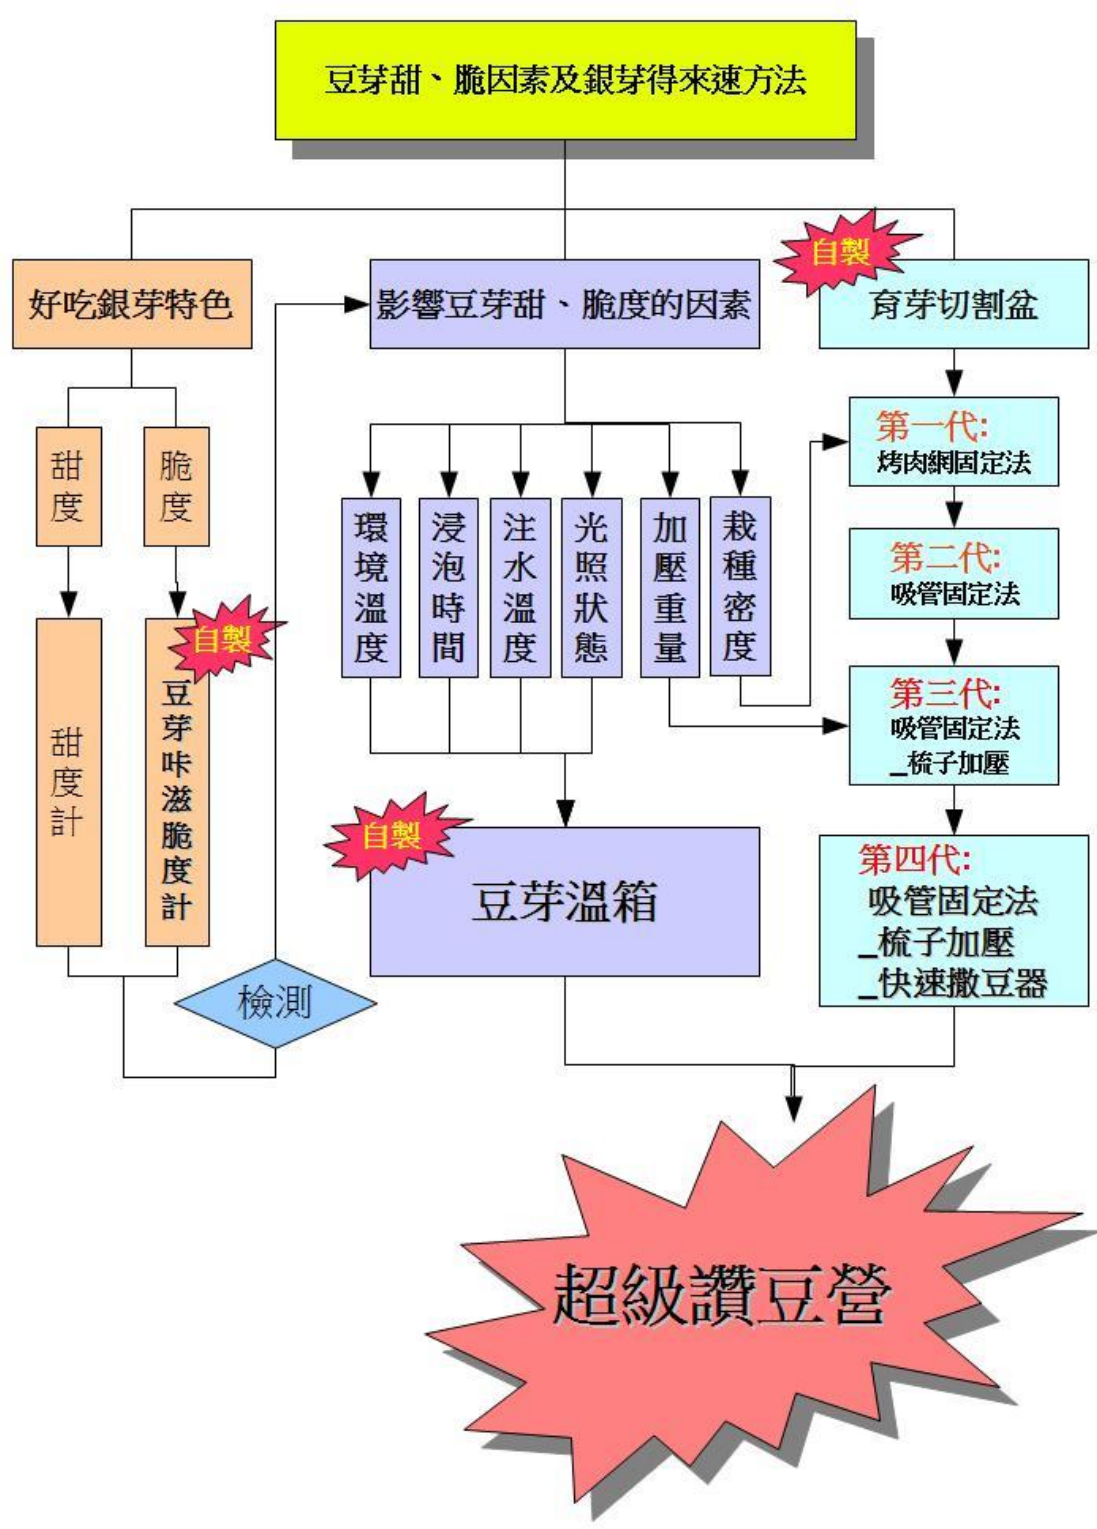 豆芽甜、脆因素及銀芽得來速方法
自製
好吃銀芽特色
影響豆芽甜、脆度的因素
育芽切割盆
甜度
脆度
環境溫度
浸泡時間
注水溫度
光照狀態
加壓重量
栽種密度
第一代:
烤肉網固定法
第二代:
吸管固定法
第三代:
吸管固定法
_梳子加壓
甜度計
自製
豆芽咔滋脆度計
自製
豆芽溫箱
第四代:
吸管固定法
_梳子加壓
_快速撒豆器
檢測
超級讚豆營